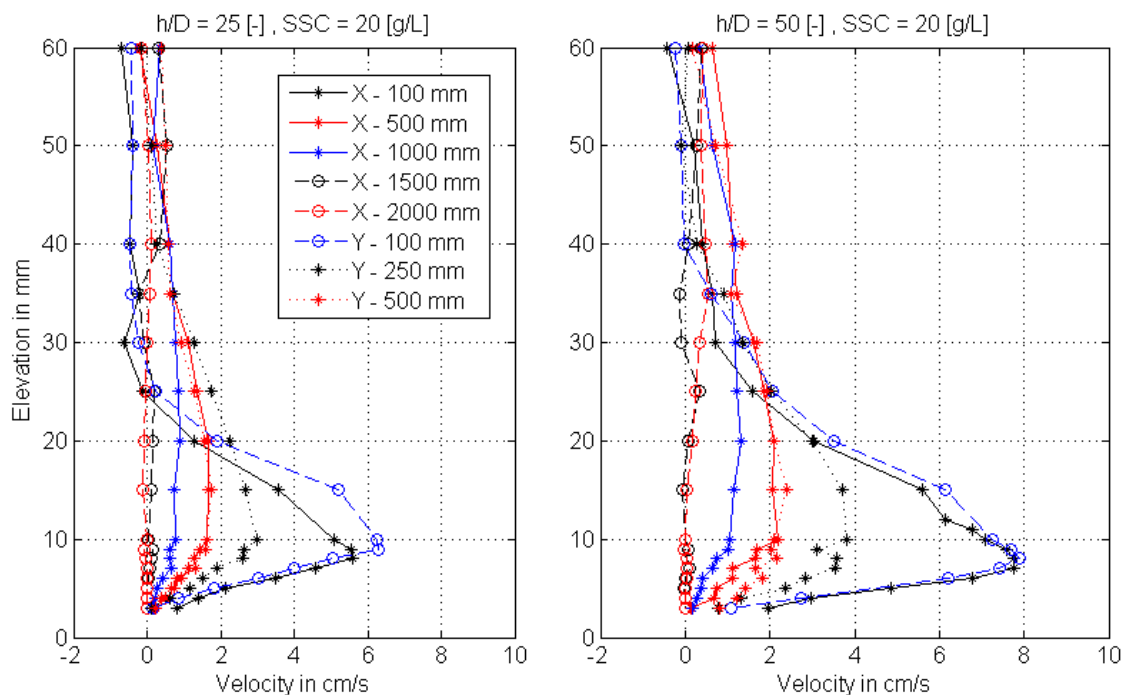 h/D = 25 [-] , SSC = 20 [g/L]
60
50
40
30
20
10
0
-2 0 2 4 6 8 10
Elevation in mm
Velocity in cm/s
X - 100 mm
X - 500 mm
X - 1000 mm
X - 1500 mm
X - 2000 mm
Y - 100 mm
Y - 250 mm
Y - 500 mm
h/D = 50 [-] , SSC = 20 [g/L]
60
50
40
30
20
10
0
-2 0 2 4 6 8 10
Velocity in cm/s